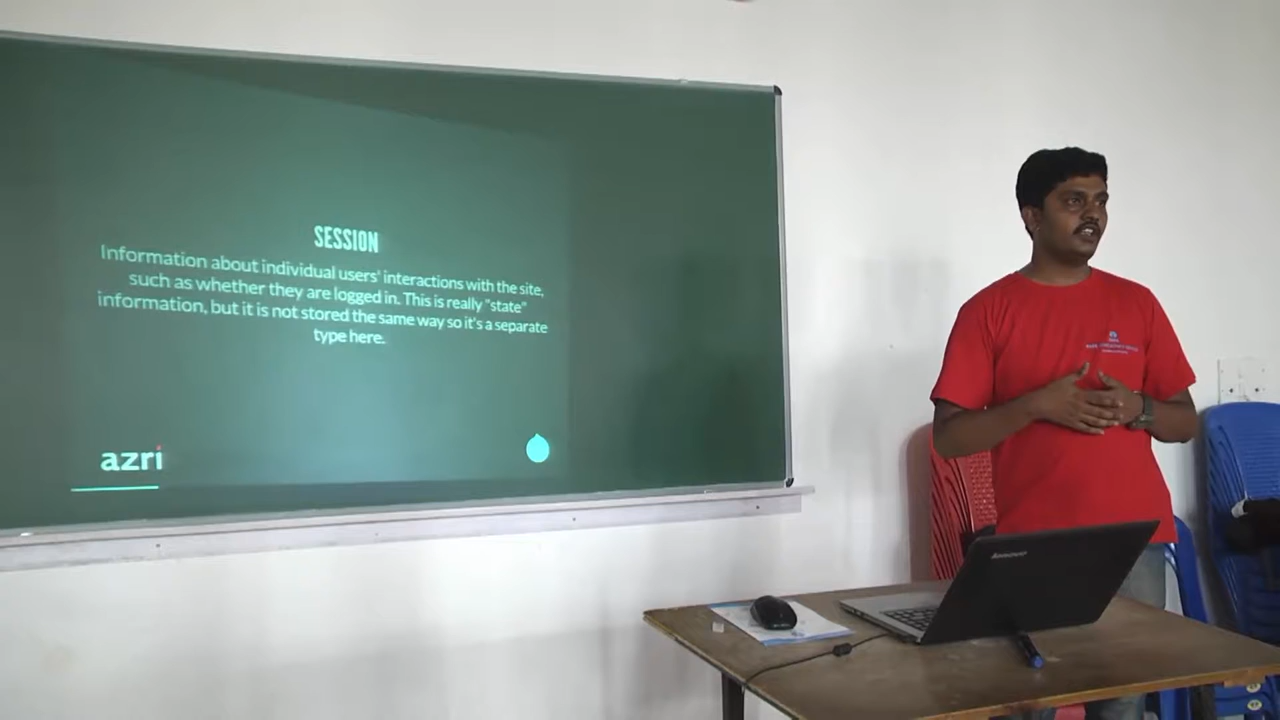 SESSION
Information about individual users' interactions with the site,
such as whether they are logged in. This is really "state"
information, but it is not stored the same way so it's a separate
type here.
azri
lenovo